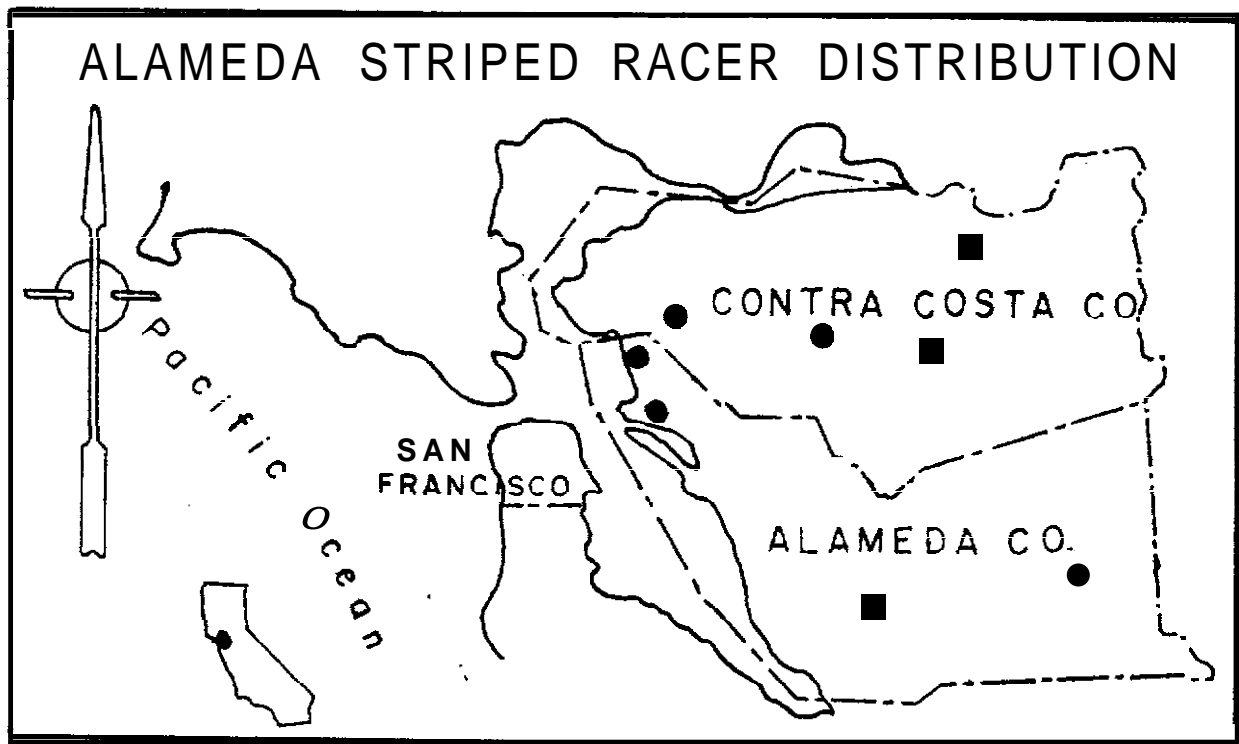 ALAMEDA STRIPED RACER DISTRIBUTION
CONTRA COSTA CO.
Pacific Ocean
SAN
FRANCISCO
ALAMEDA CO.